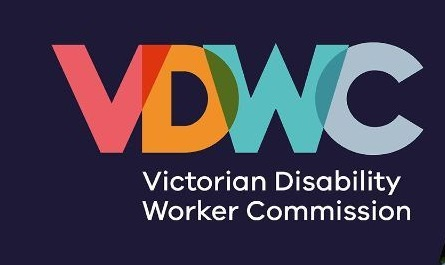 VDWC
Victorian Disability
Worker Commission